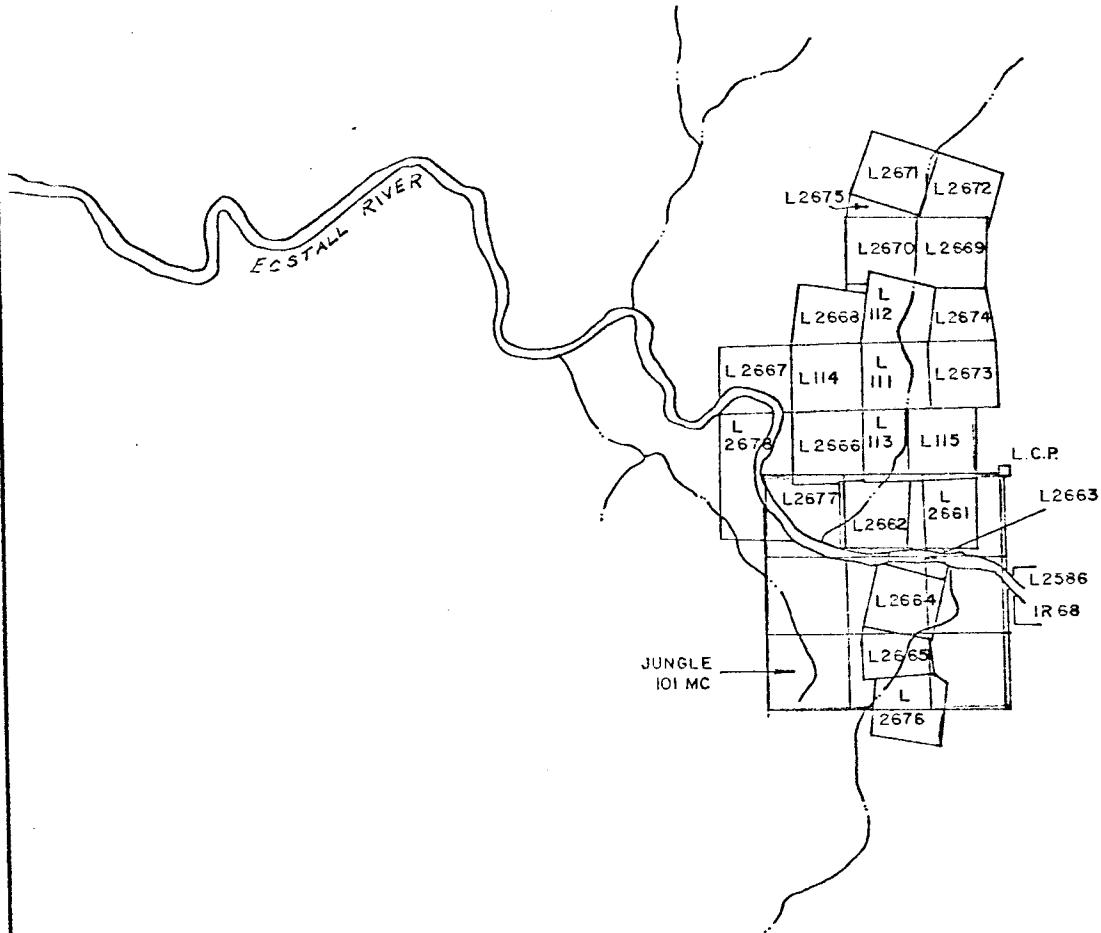 L2671
L2672
L2675
ECSTALL RIVER
L2670
L2669
L
112
L2668
L2674
L2667
L114
L
111
L2673
L
2678
L2666
L
113
L115
L.C.P.
L2677
L
2661
L2663
L2662
L2586
L2664
IR 68
L2665
JUNGLE
101 MC
L
2676